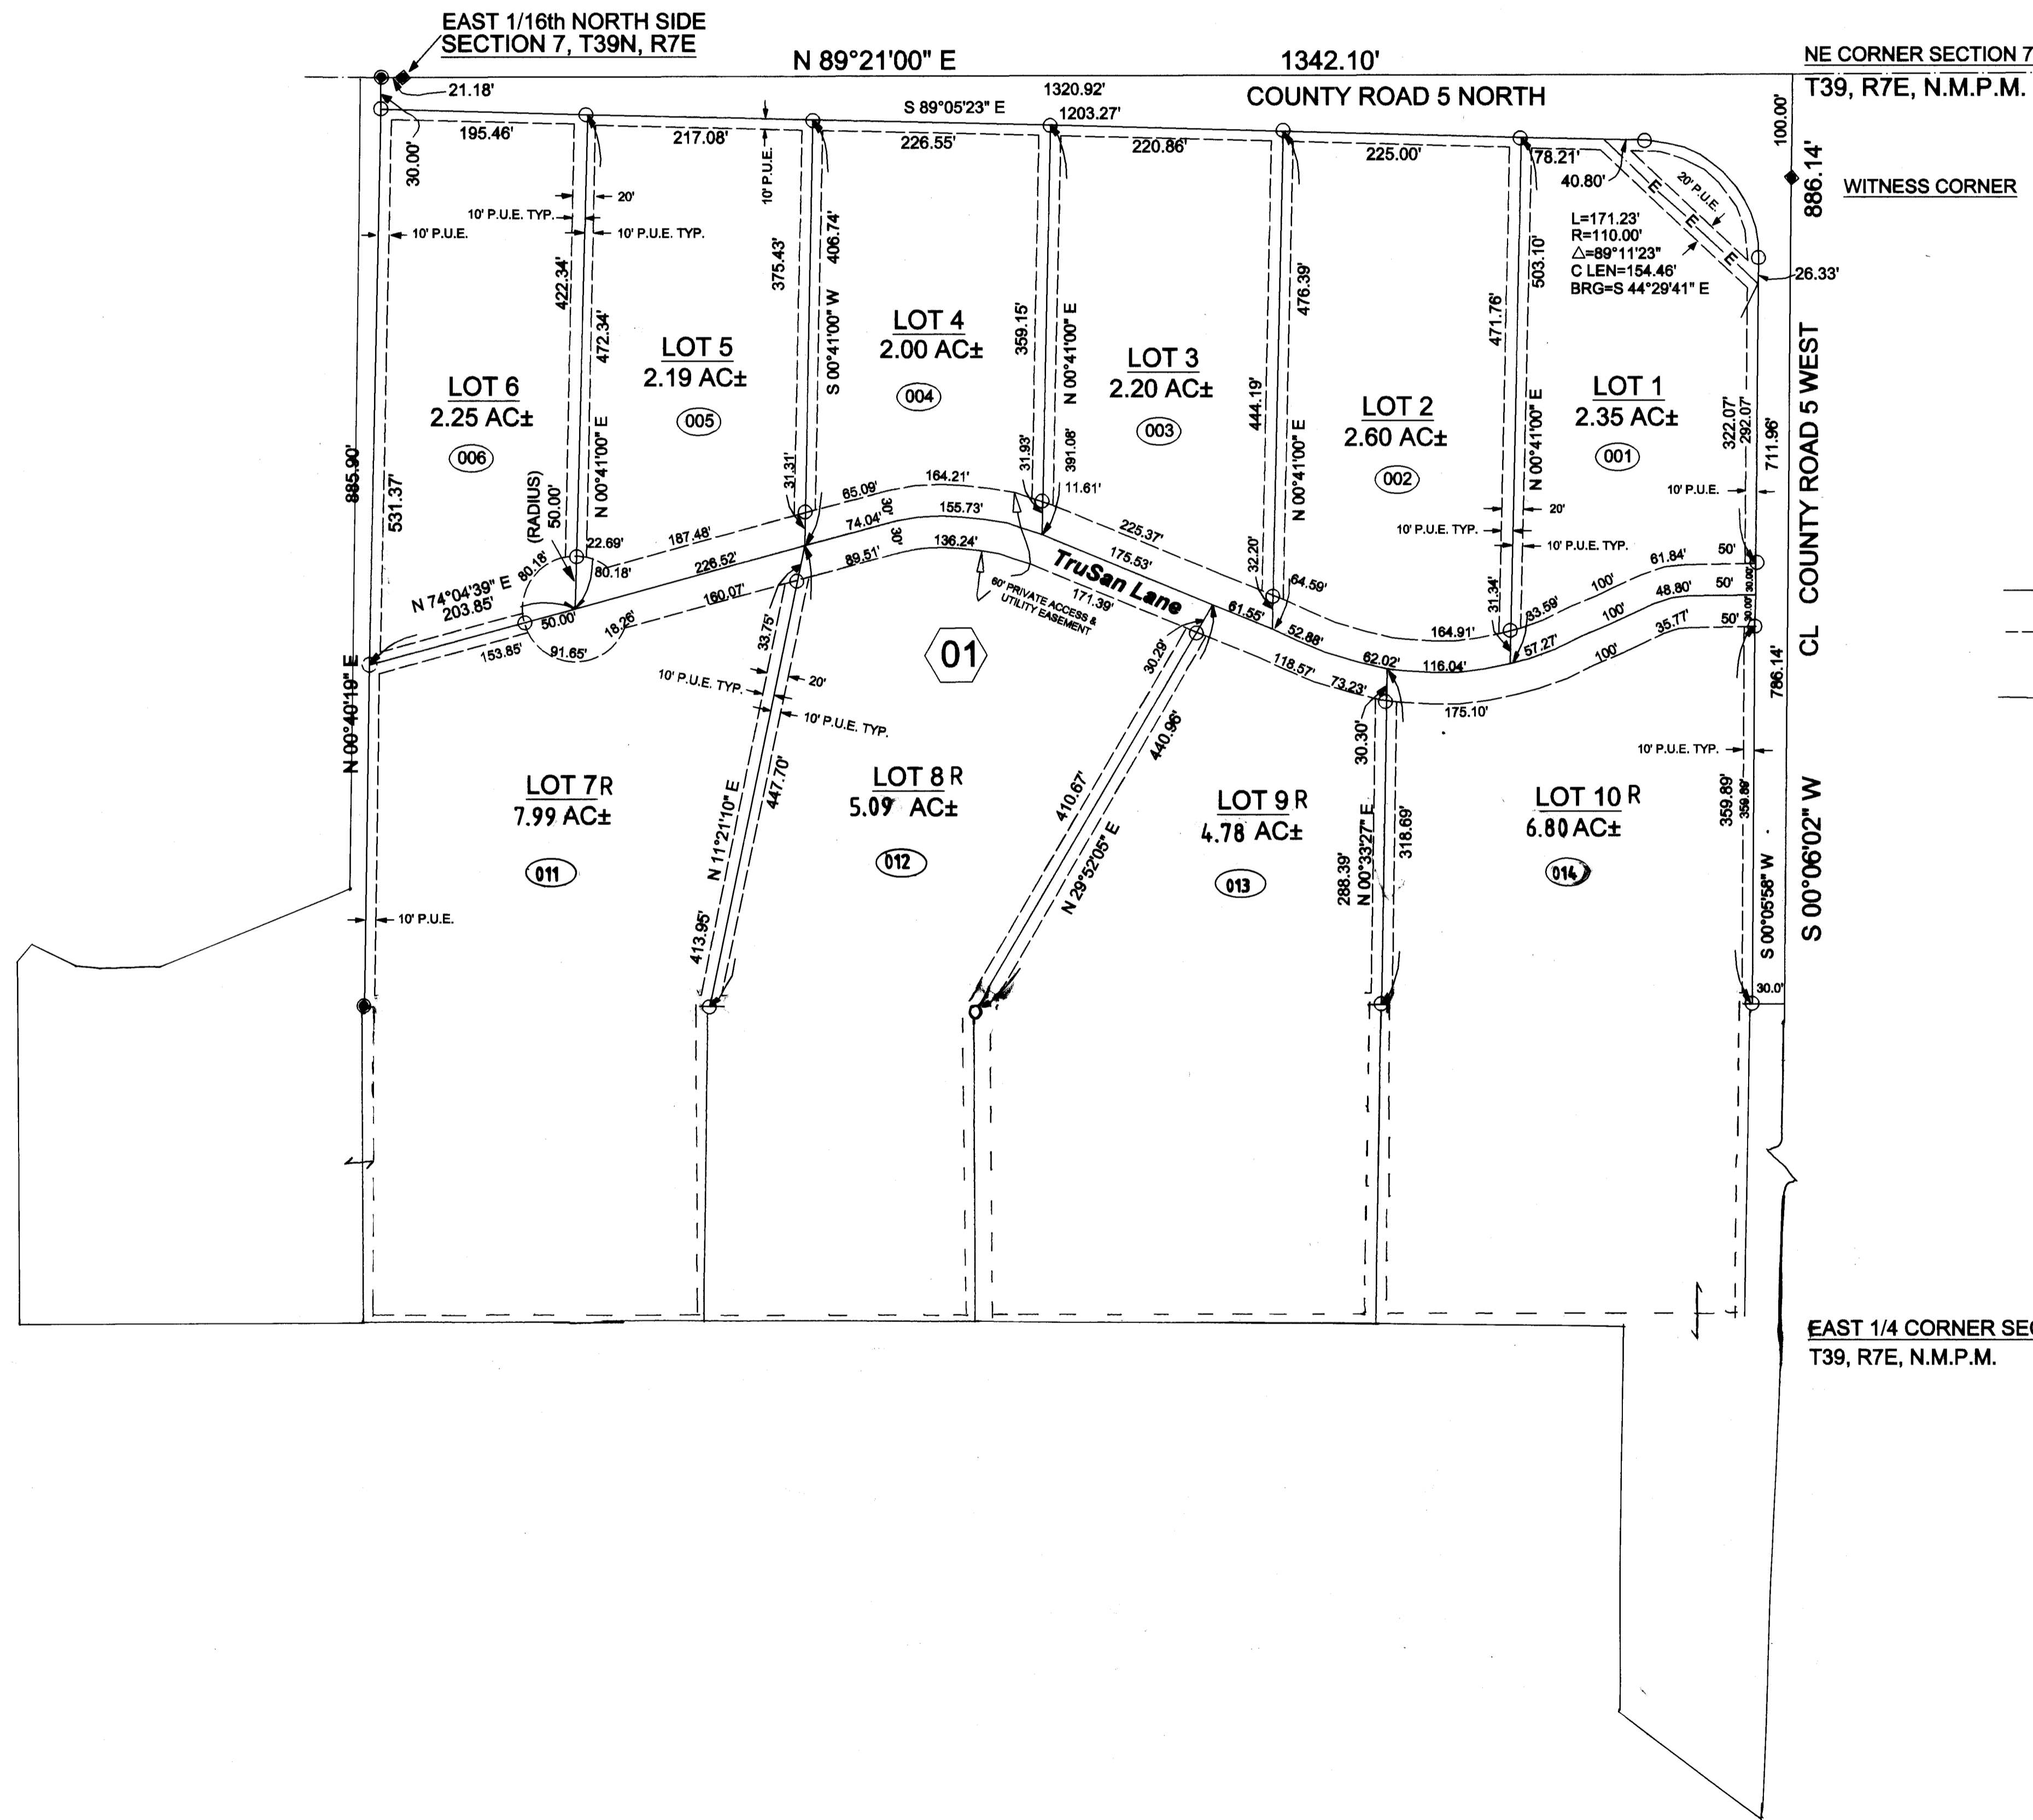 EAST 1/16th NORTH SIDE
SECTION 7, T39N, R7E
N 89°21'00" E
1342.10'
NE CORNER SECTION 7
T39, R7E, N.M.P.M.
21.18'
1320.92'
COUNTY ROAD 5 NORTH
S 89°05'23" E
1203.27'
100.00'
30.00'
195.46'
217.08'
10' P.U.E.
226.55'
220.86'
225.00'
78.21'
40.80'
20' P.U.E.
E
E
E
E
886.14'
WITNESS CORNER
L=171.23'
R=110.00'
△=89°11'23"
C LEN=154.46'
BRG=S 44°29'41" E
26.33'
20'
10' P.U.E. TYP.
10' P.U.E. TYP.
10' P.U.E.
422.34'
472.34'
375.43'
406.74'
S 00°41'00" W
359.15'
N 00°41'00" E
476.39'
444.19'
N 00°41'00" E
471.76'
503.10'
N 00°41'00" E
LOT 6
2.25 AC±
006
LOT 5
2.19 AC±
005
LOT 4
2.00 AC±
004
LOT 3
2.20 AC±
003
LOT 2
2.60 AC±
002
LOT 1
2.35 AC±
001
322.07'
292.07'
711.96'
CL COUNTY ROAD 5 WEST
10' P.U.E.
885.90'
531.37'
N 00°41'00" E
(RADIUS)
50.00'
22.69'
80.18'
80.18'
187.48'
226.52'
31.31'
65.09'
74.04'
30'
30'
89.51'
164.21'
155.73'
136.24'
31.93'
391.08'
11.61'
225.37'
175.53'
TruSan Lane
171.39'
60' PRIVATE ACCESS &
UTILITY EASEMENT
32.20'
64.59'
61.55'
52.88'
62.02'
164.91'
116.04'
31.34'
83.59'
57.27'
20'
10' P.U.E. TYP.
10' P.U.E. TYP.
100'
100'
100'
61.84'
48.80'
35.77'
50'
50'
50'
30.00'
30.00'
N 74°04'39" E
203.85'
50.00'
18.26'
160.07'
153.85'
91.65'
N 00°40'19" E
33.75'
10' P.U.E. TYP.
20'
10' P.U.E. TYP.
01
30.29'
118.57'
73.23'
175.10'
30.30'
786.14'
10' P.U.E. TYP.
LOT 7R
7.99 AC±
011
N 11°21'10" E
447.70'
413.95'
LOT 8R
5.09 AC±
012
440.96'
410.67'
N 29°52'05" E
LOT 9R
4.78 AC±
013
288.39'
N 00°33'27" E
318.69'
LOT 10R
6.80 AC±
014
359.89'
359.89'
S 00°05'58" W
S 00°06'02" W
30.0'
10' P.U.E.
EAST 1/4 CORNER SE
T39, R7E, N.M.P.M.